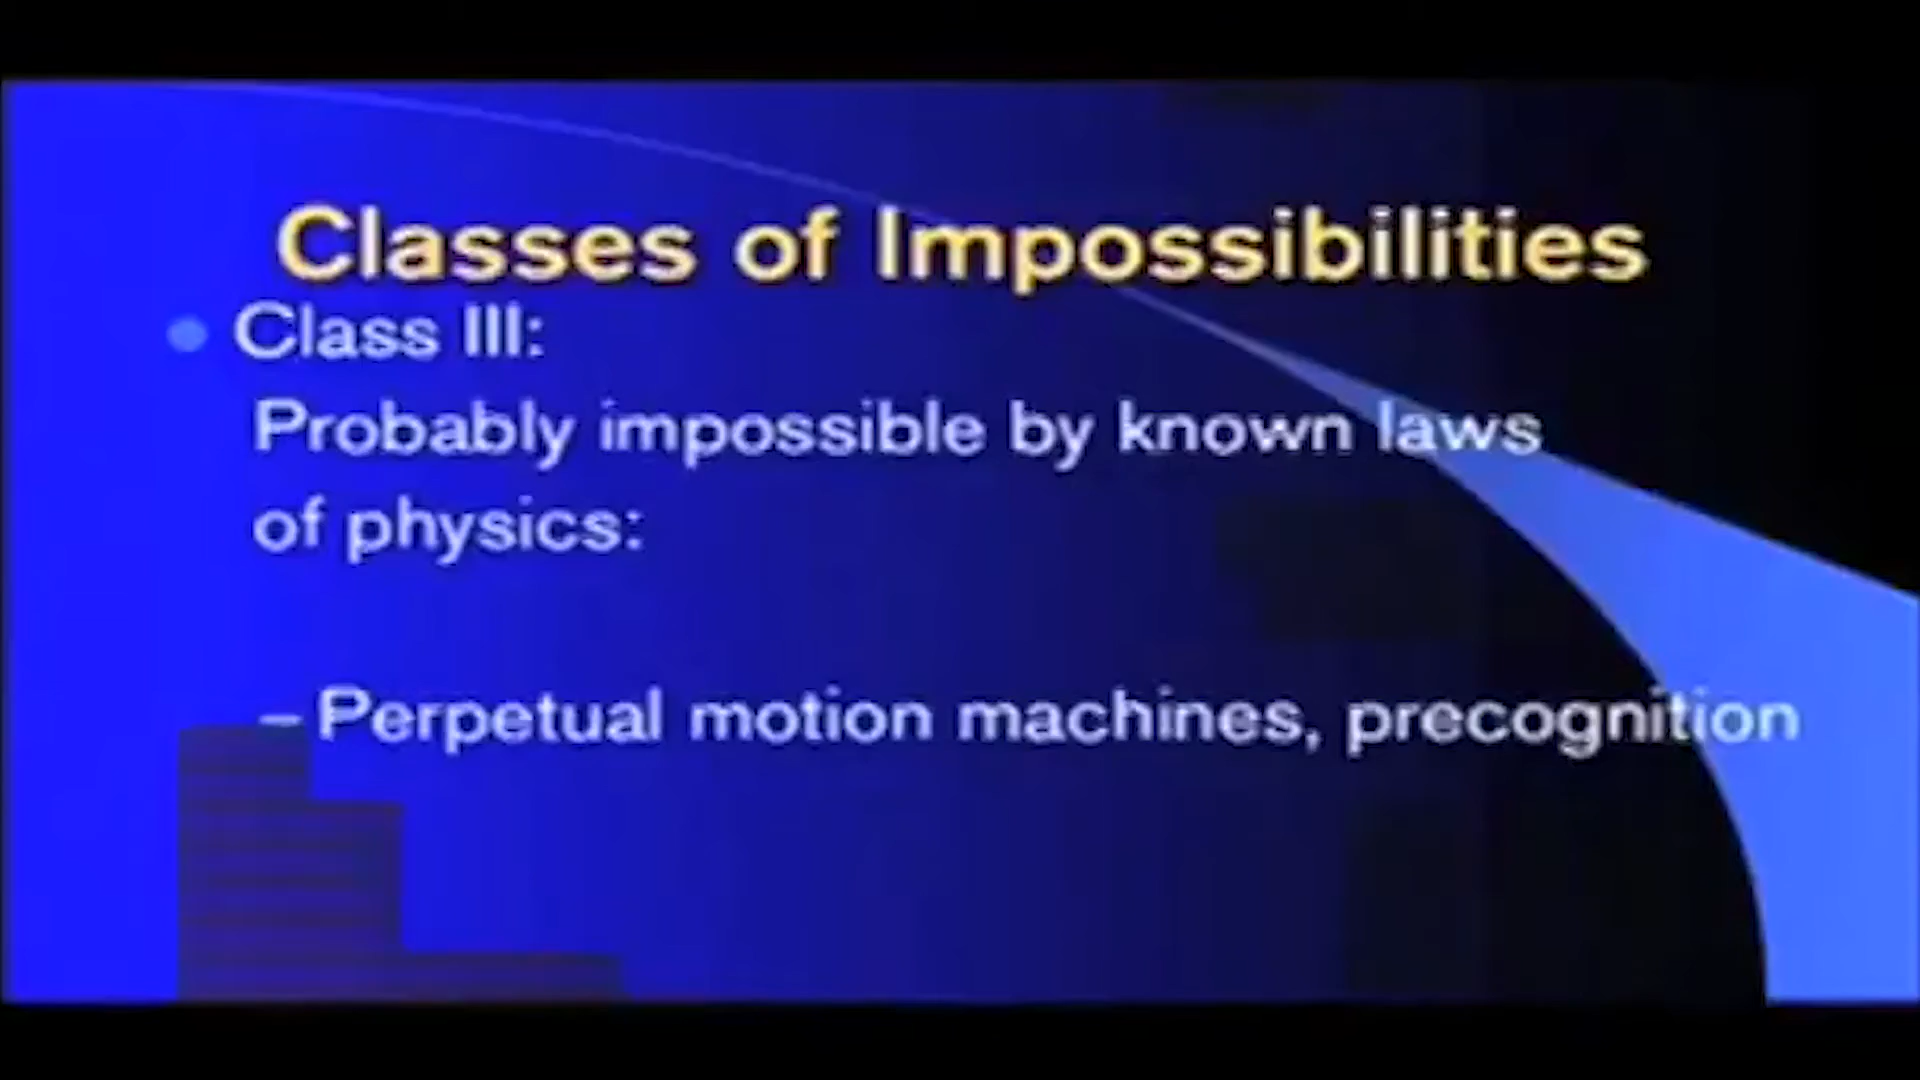 Classes of Impossibilities
Class III:
Probably impossible by known laws
of physics:
– Perpetual motion machines, precognition